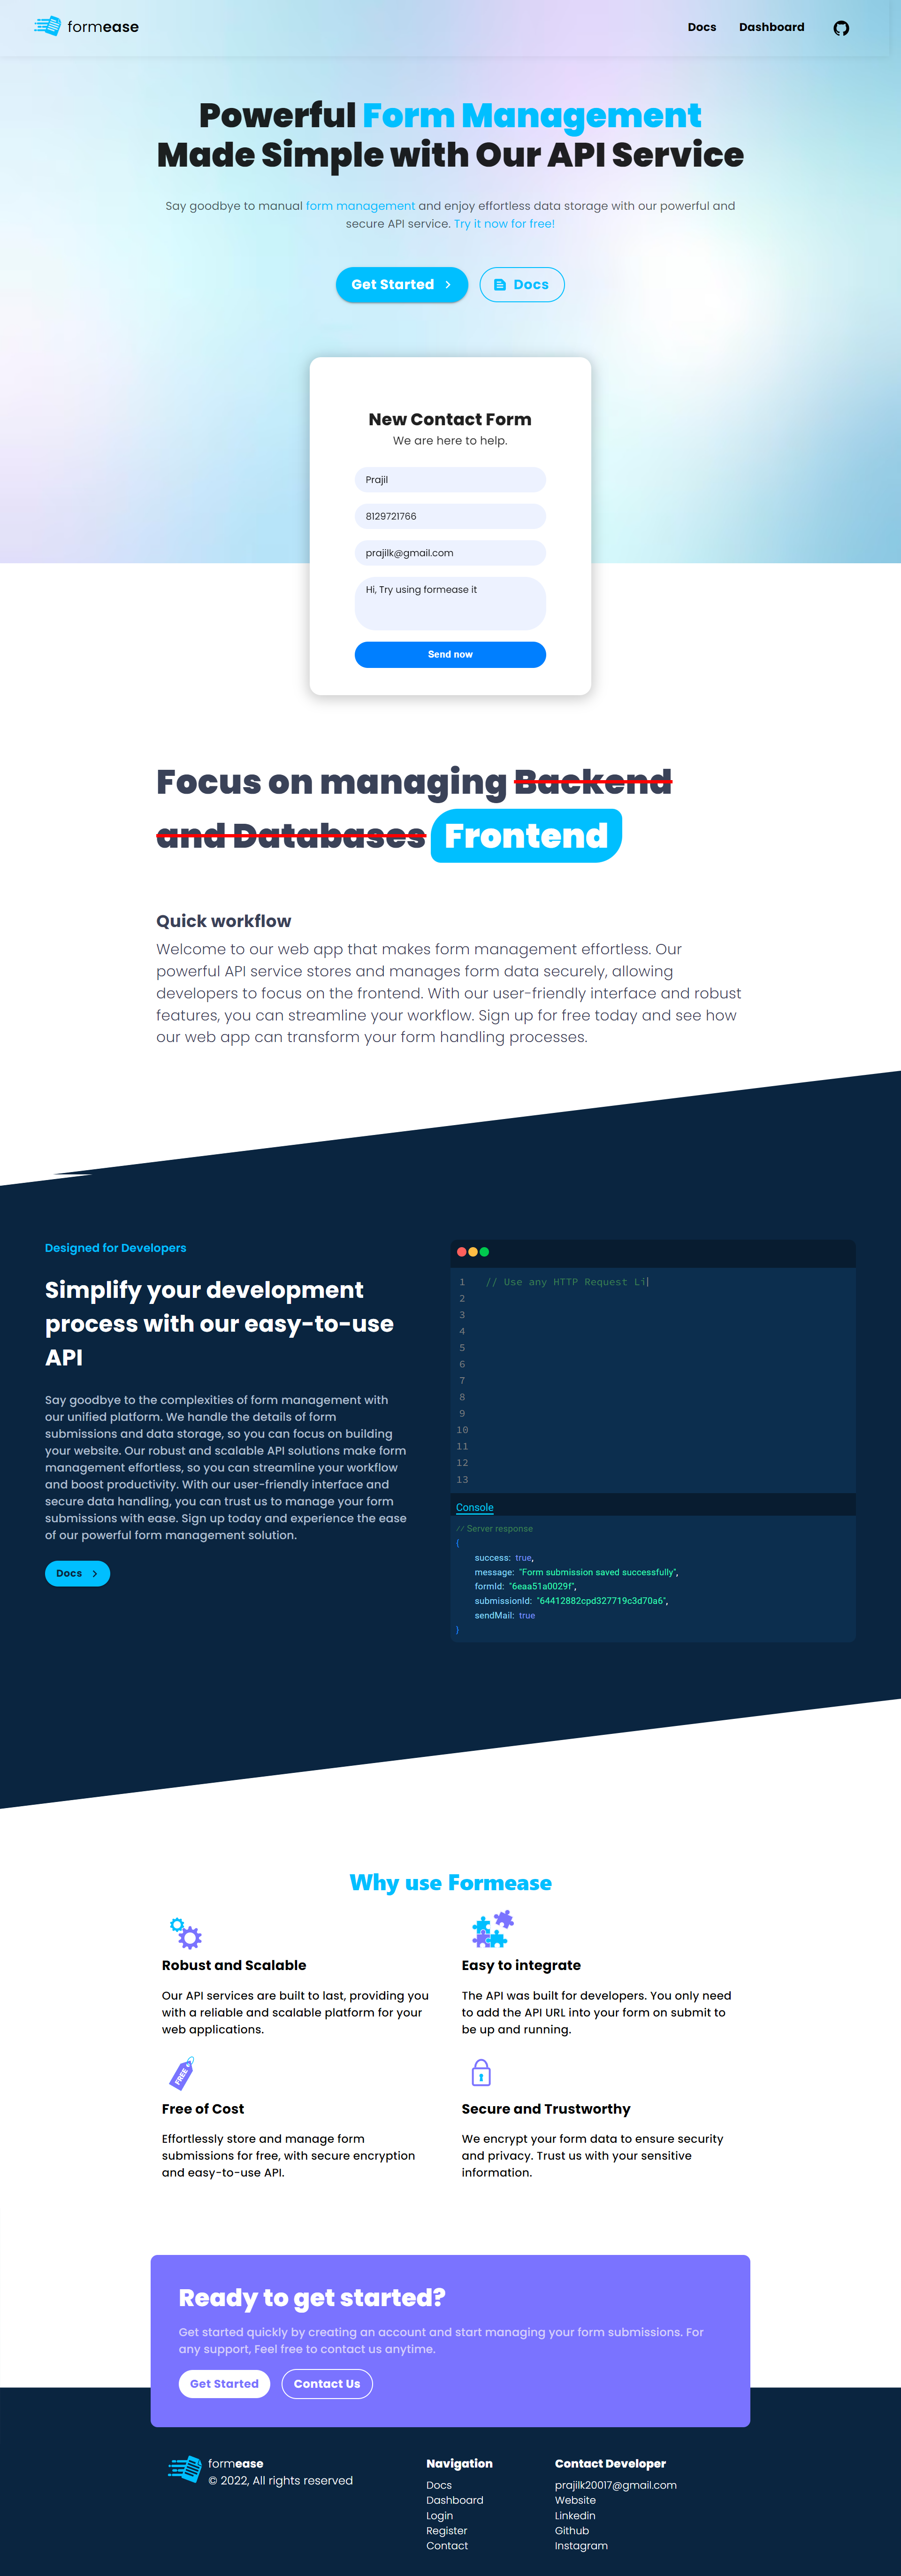 formease
Docs
Dashboard
Powerful Form Management
Made Simple with Our API Service
Say goodbye to manual form management and enjoy effortless data storage with our powerful and
secure API service. Try it now for free!
Get Started
Docs
New Contact Form
We are here to help.
Prajil
8129721766
prajilk@gmail.com
Hi, Try using formease it
Send now
Focus on managing Backend
and Databases Frontend
Quick workflow
Welcome to our web app that makes form management effortless. Our
powerful API service stores and manages form data securely, allowing
developers to focus on the frontend. With our user-friendly interface and robust
features, you can streamline your workflow. Sign up for free today and see how
our web app can transform your form handling processes.
Designed for Developers
Simplify your development
process with our easy-to-use
API
Say goodbye to the complexities of form management with
our unified platform. We handle the details of form
submissions and data storage, so you can focus on building
your website. Our robust and scalable API solutions make form
management effortless, so you can streamline your workflow
and boost productivity. With our user-friendly interface and
secure data handling, you can trust us to manage your form
submissions with ease. Sign up today and experience the ease
of our powerful form management solution.
Docs
1 // Use any HTTP Request Li
2
3
4
5
6
7
8
9
10
11
12
13
Console
// Server response
{
success: true,
message: "Form submission saved successfully",
formId: "6eaa51a0029f",
submissionId: "64412882cpd327719c3d70a6",
sendMail: true
}
Why use Formease
Robust and Scalable
Our API services are built to last, providing you
with a reliable and scalable platform for your
web applications.
Easy to integrate
The API was built for developers. You only need
to add the API URL into your form on submit to
be up and running.
FREE
Free of Cost
Effortlessly store and manage form
submissions for free, with secure encryption
and easy-to-use API.
Secure and Trustworthy
We encrypt your form data to ensure security
and privacy. Trust us with your sensitive
information.
Ready to get started?
Get started quickly by creating an account and start managing your form submissions. For
any support, Feel free to contact us anytime.
Get Started
Contact Us
formease
© 2022, All rights reserved
Navigation
Docs
Dashboard
Login
Register
Contact
Contact Developer
prajilk20017@gmail.com
Website
Linkedin
Github
Instagram